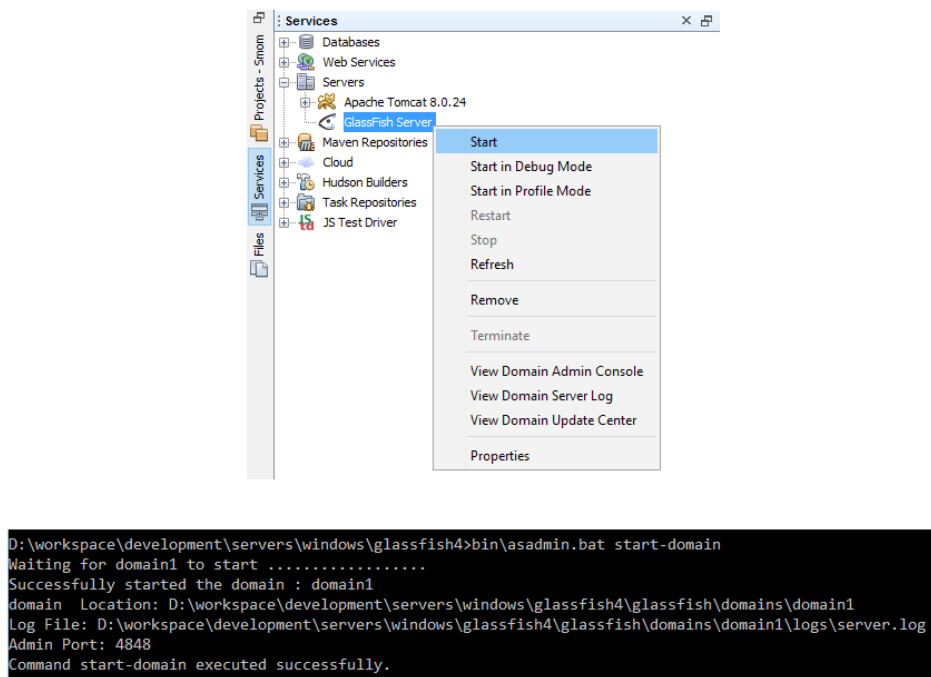 Services
Projects - Smom
Services
Files
Databases
Web Services
Servers
Apache Tomcat 8.0.24
GlassFish Server
Maven Repositories
Cloud
Hudson Builders
Task Repositories
JS Test Driver
Start
Start in Debug Mode
Start in Profile Mode
Restart
Stop
Refresh
Remove
Terminate
View Domain Admin Console
View Domain Server Log
View Domain Update Center
Properties
D:\workspace\development\servers\windows\glassfish4>bin\asadmin.bat start-domain
Waiting for domain1 to start ..................
Successfully started the domain : domain1
domain  Location: D:\workspace\development\servers\windows\glassfish4\glassfish\domains\domain1
Log File: D:\workspace\development\servers\windows\glassfish4\glassfish\domains\domain1\logs\server.log
Admin Port: 4848
Command start-domain executed successfully.